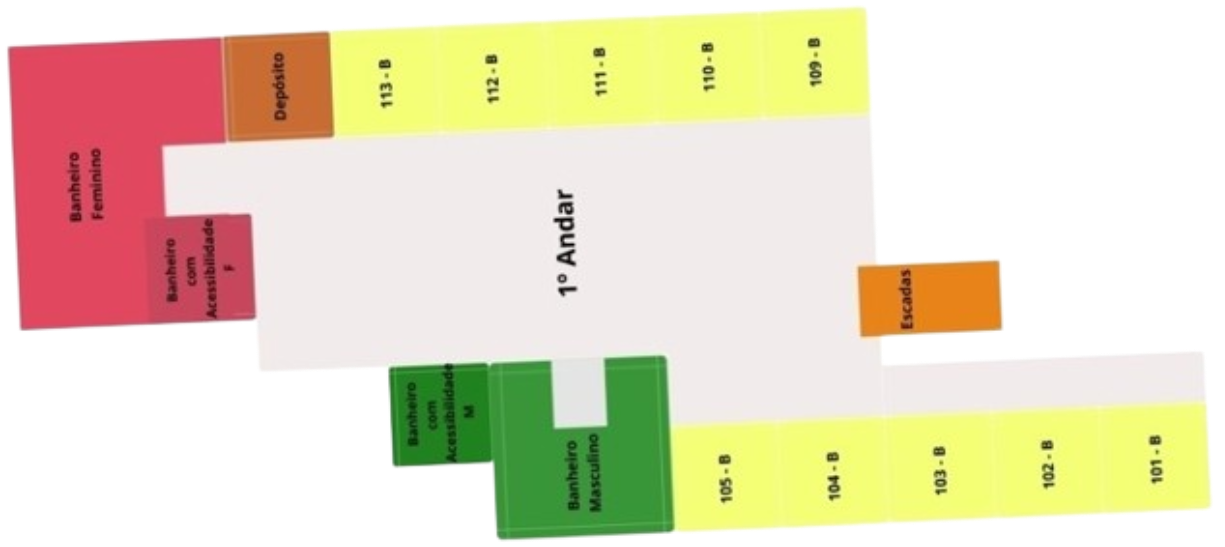 Banheiro
Feminino
Depósito
113 - B
112 - B
111 - B
110 - B
109 - B
Banheiro
com
Acessibilidade
F
1º Andar
Escadas
Banheiro
com
Acessibilidade
M
Banheiro
Masculino
105 - B
104 - B
103 - B
102 - B
101 - B